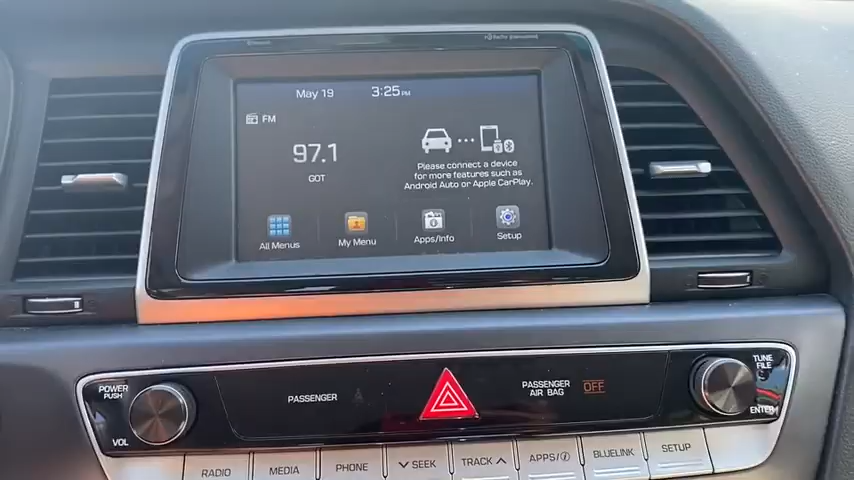 HD Radio
May 19 3:25 PM
FM
97.1
GOT
Please connect a device
for more features such as
Android Auto or Apple CarPlay.
All Menus
My Menu
Apps/Info
Setup
POWER
PUSH
VOL
PASSENGER
PASSENGER
AIR BAG
OFF
TUNE
FILE
ENTER
RADIO
MEDIA
PHONE
SEEK
TRACK
APPS/i
BLUELINK
SETUP